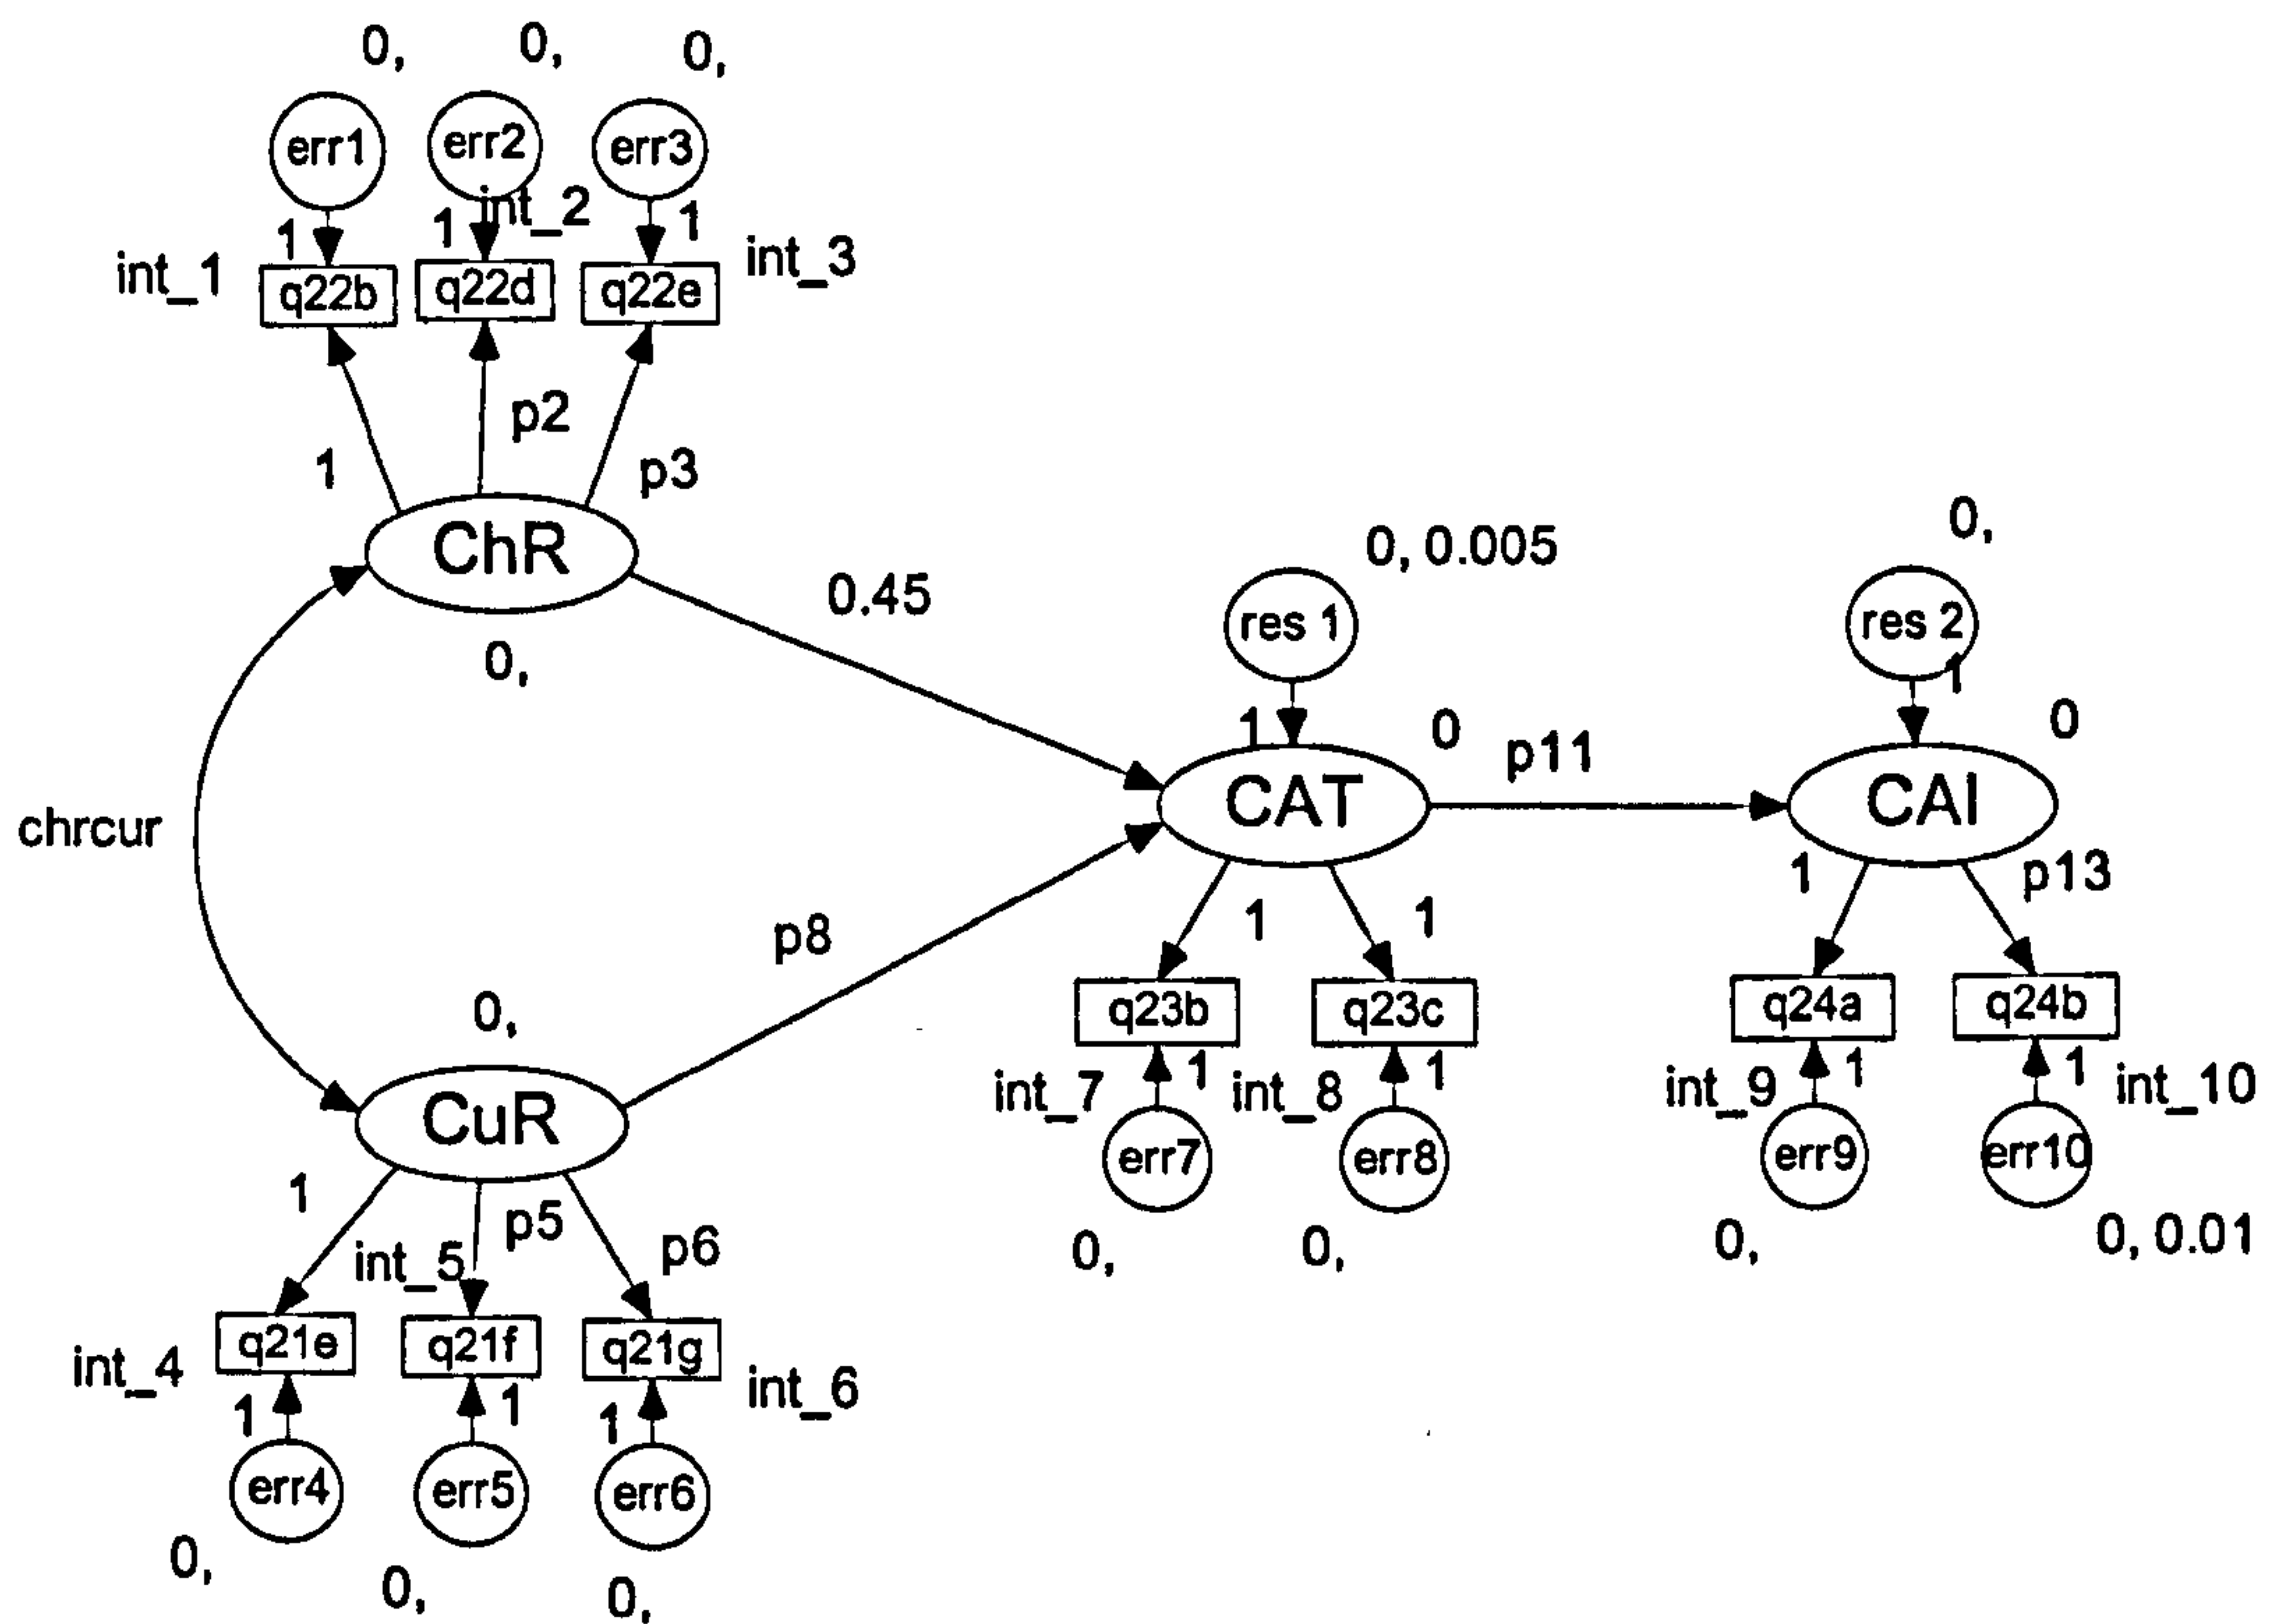 0, 0, 0,
err1 err2 err3
1 1 int_2 1
int_1 q22b q22d q22e int_3
1 p2 p3
ChR
0,
0.45
0, 0.005 0,
res 1 res 2
1 1
0 0
chrcur
CAT p11 CAI
p8
1 1 1 p13
q23b q23c q24a q24b
int_7 1 int_8 1 int_9 1 1 int_10
err7 err8 err9 err10
0, 0, 0, 0, 0.01
0,
CuR
1 int_5 p5 p6
int_4 q21e q21f q21g int_6
1 1 1
err4 err5 err6
0, 0, 0,